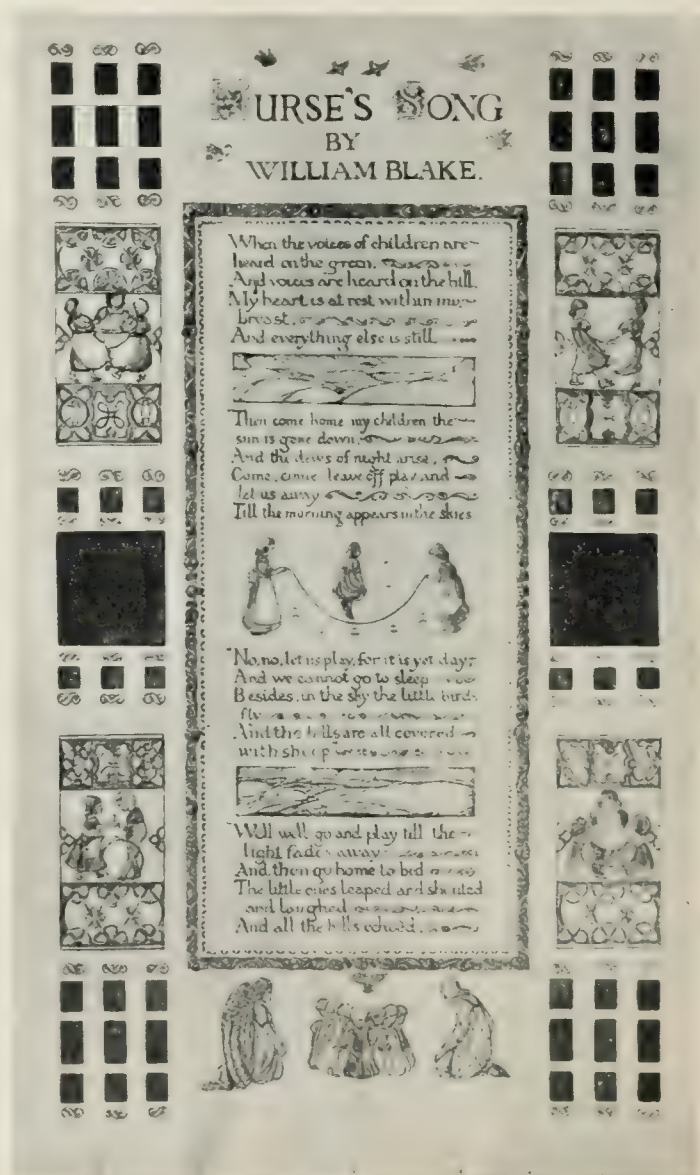 NURSE'S SONG
BY
WILLIAM BLAKE.
When the voices of children are
heard on the green,
And voices are heard on the hill,
My heart is at rest within my
breast,
And everything else is still
Then come home my children the
sun is gone down,
And the dews of night arise,
Come, come leave off play and
let us away
Till the morning appears in the skies
"No, no, let us play, for it is yet day,
And we cannot go to sleep
Besides, in the sky the little birds
fly
And the hills are all covered
with sheep
"Well well go and play till the
light fades away
And then go home to bed
The little ones leaped and shouted
and laughed
And all the hills echoed.